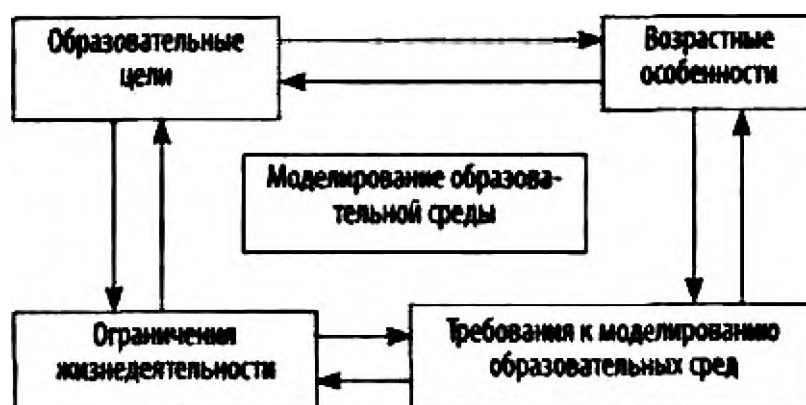 Образовательные
цели
Возрастные
особенности
Моделирование образова-
тельной среды
Ограничения
жизнедеятельности
Требования к моделированию
образовательных сред